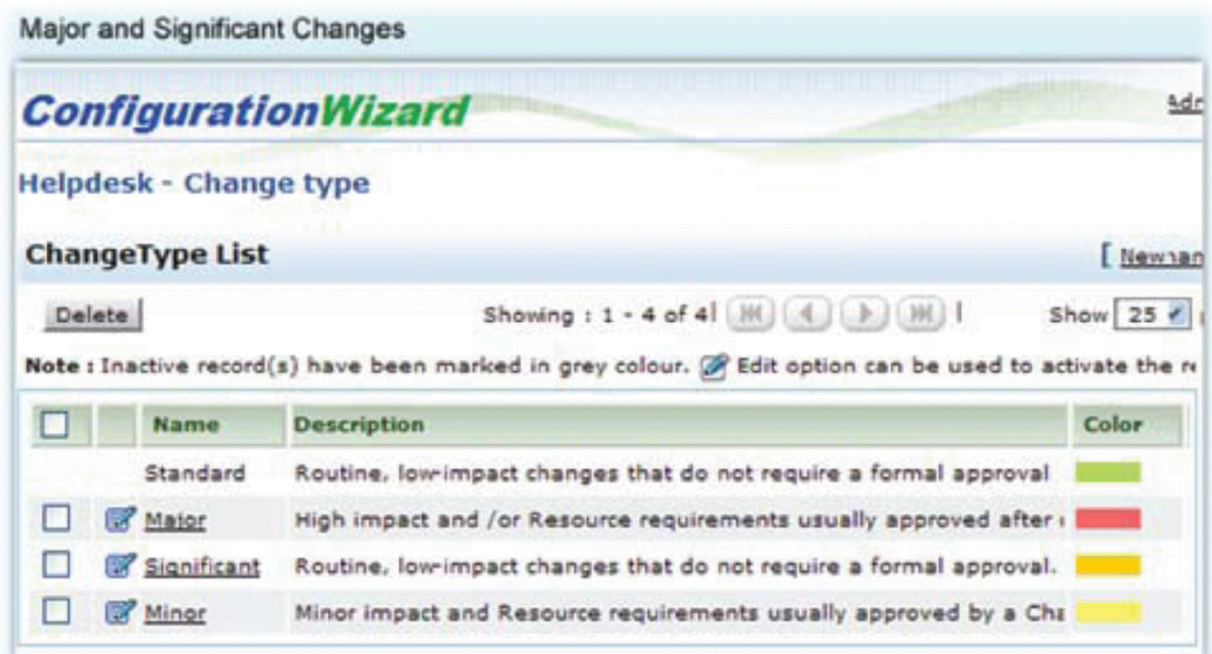 Major and Significant Changes
ConfigurationWizard
Helpdesk - Change type
ChangeType List [ New
Delete Showing : 1 - 4 of 4 Show 25
Note : Inactive record(s) have been marked in grey colour. Edit option can be used to activate the
Name Description Color
Standard Routine, low-impact changes that do not require a formal approval
Major High impact and /or Resource requirements usually approved after
Significant Routine, low-impact changes that do not require a formal approval.
Minor Minor impact and Resource requirements usually approved by a Cha